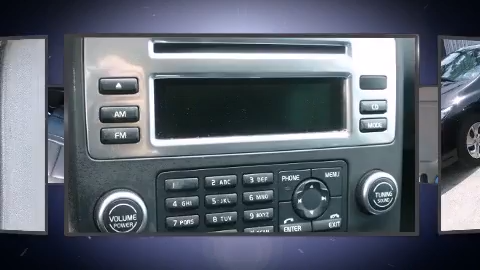 AM
FM
CD
MODE
PHONE MENU
1 2 ABC 3 DEF
4 GHI 5 JKL 6 MNO
7 PQRS 8 TUV 9 WXYZ
ENTER EXIT
VOLUME
POWER
TUNING
SOUND